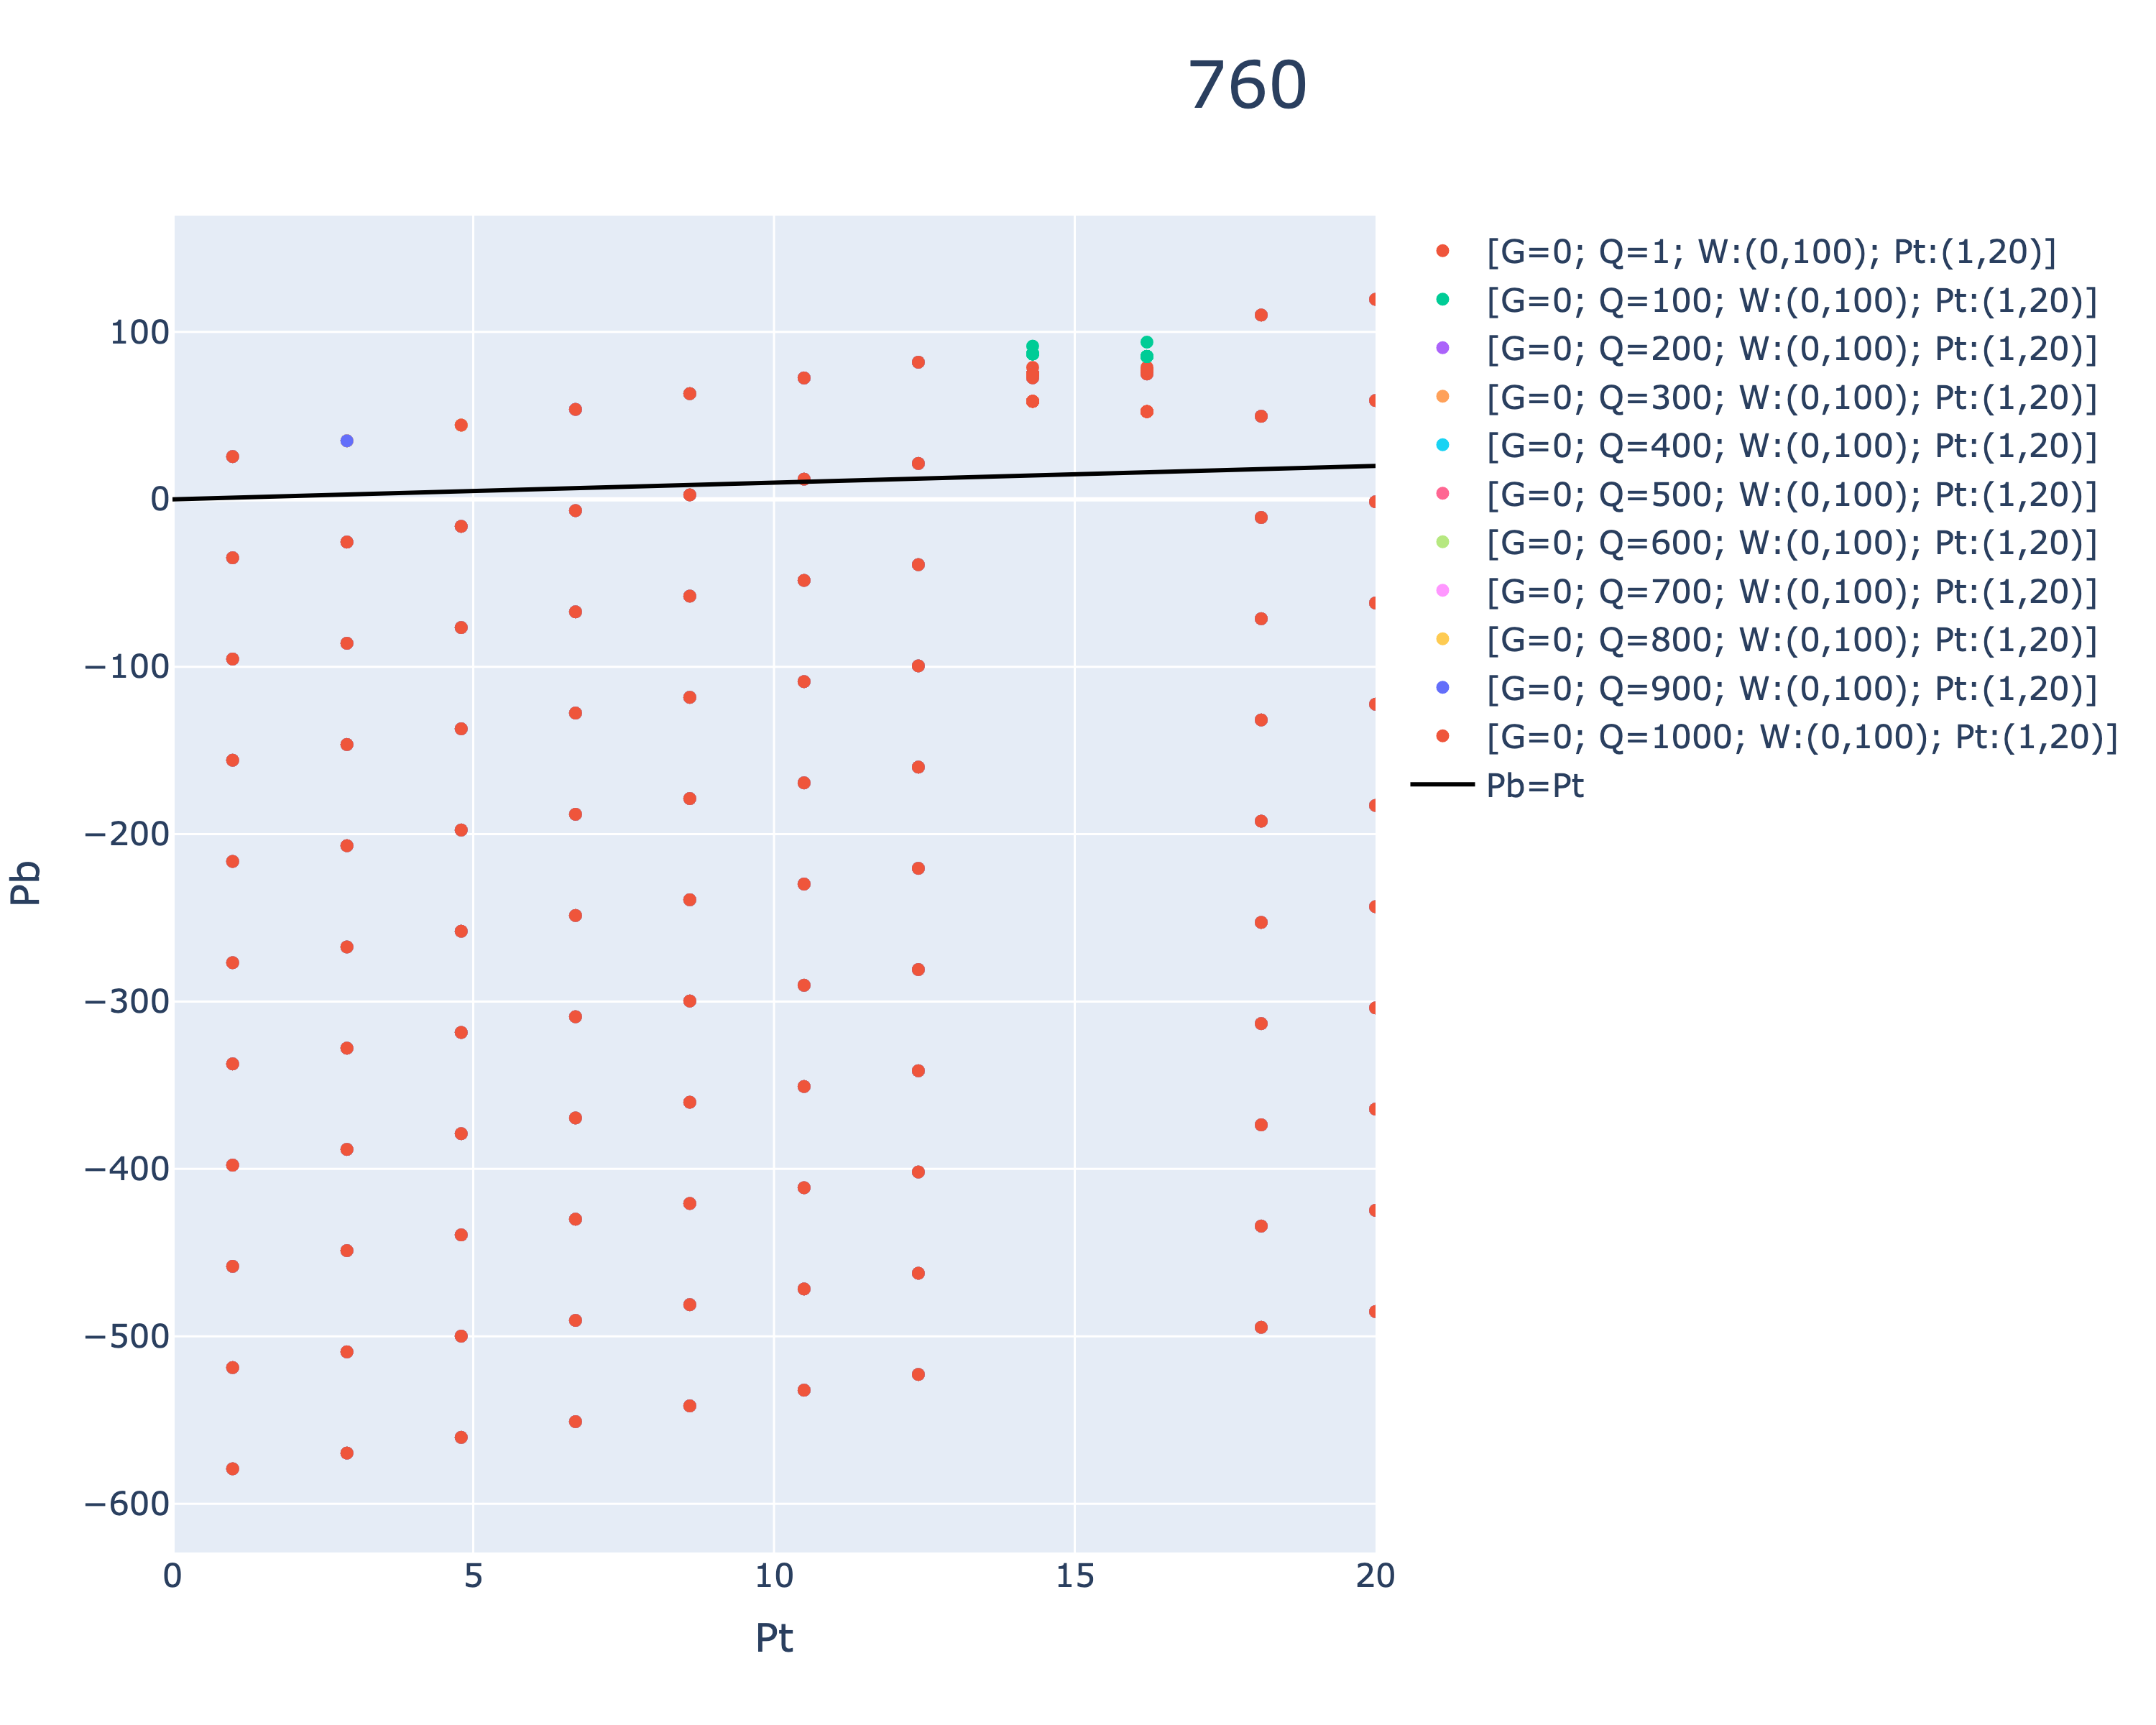 760
[G=0; Q=1; W:(0,100); Pt:(1,20)]
[G=0; Q=100; W:(0,100); Pt:(1,20)]
[G=0; Q=200; W:(0,100); Pt:(1,20)]
[G=0; Q=300; W:(0,100); Pt:(1,20)]
[G=0; Q=400; W:(0,100); Pt:(1,20)]
[G=0; Q=500; W:(0,100); Pt:(1,20)]
[G=0; Q=600; W:(0,100); Pt:(1,20)]
[G=0; Q=700; W:(0,100); Pt:(1,20)]
[G=0; Q=800; W:(0,100); Pt:(1,20)]
[G=0; Q=900; W:(0,100); Pt:(1,20)]
[G=0; Q=1000; W:(0,100); Pt:(1,20)]
Pb=Pt
100
0
−100
−200
−300
−400
−500
−600
Pb
0 5 10 15 20
Pt